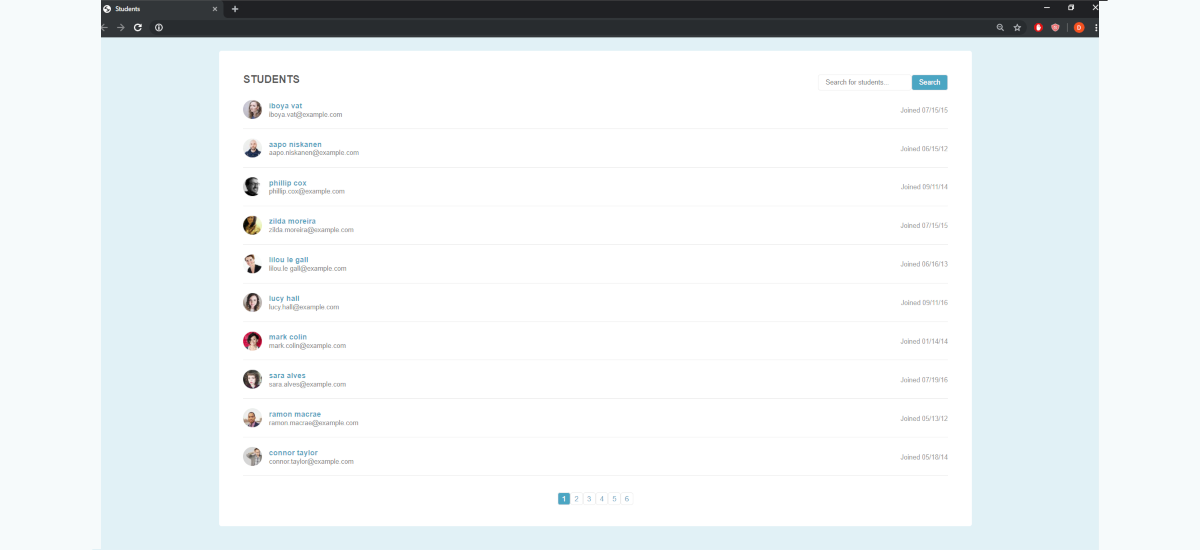 Students
STUDENTS
Search for students...
Search
iboya vat
iboya.vat@example.com
Joined 07/15/15
aapo niskanen
aapo.niskanen@example.com
Joined 06/15/12
phillip cox
phillip.cox@example.com
Joined 09/11/14
zilda moreira
zilda.moreira@example.com
Joined 07/15/15
lilou le gall
lilou.le gall@example.com
Joined 06/16/13
lucy hall
lucy.hall@example.com
Joined 09/11/16
mark colin
mark.colin@example.com
Joined 01/14/14
sara alves
sara.alves@example.com
Joined 07/19/16
ramon macrae
ramon.macrae@example.com
Joined 05/13/12
connor taylor
connor.taylor@example.com
Joined 05/18/14
1 2 3 4 5 6